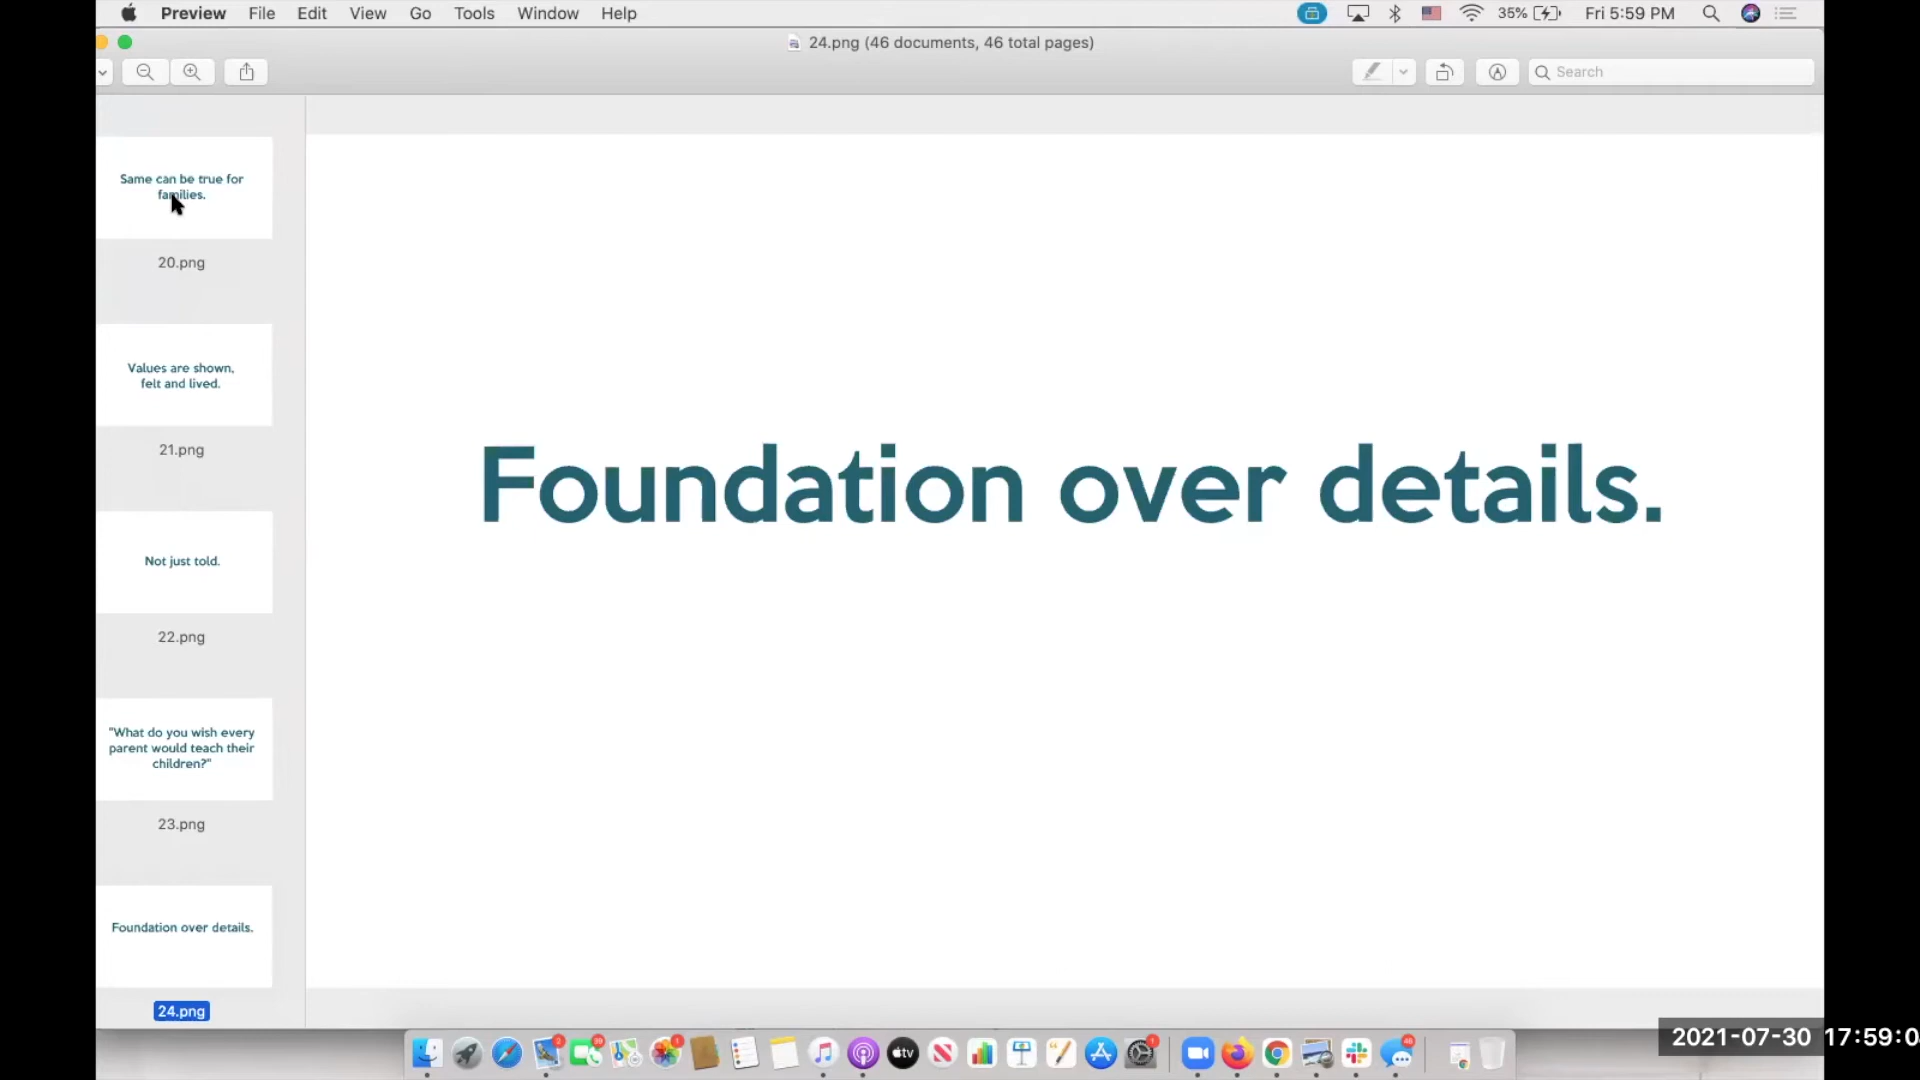 Preview File Edit View Go Tools Window Help
35% Fri 5:59 PM
24.png (46 documents, 46 total pages)
Search
Same can be true for
families.
20.png
Values are shown,
felt and lived.
21.png
Not just told.
22.png
"What do you wish every
parent would teach their
children?"
23.png
Foundation over details.
24.png
Foundation over details.
tv
2021-07-30 17:59:0